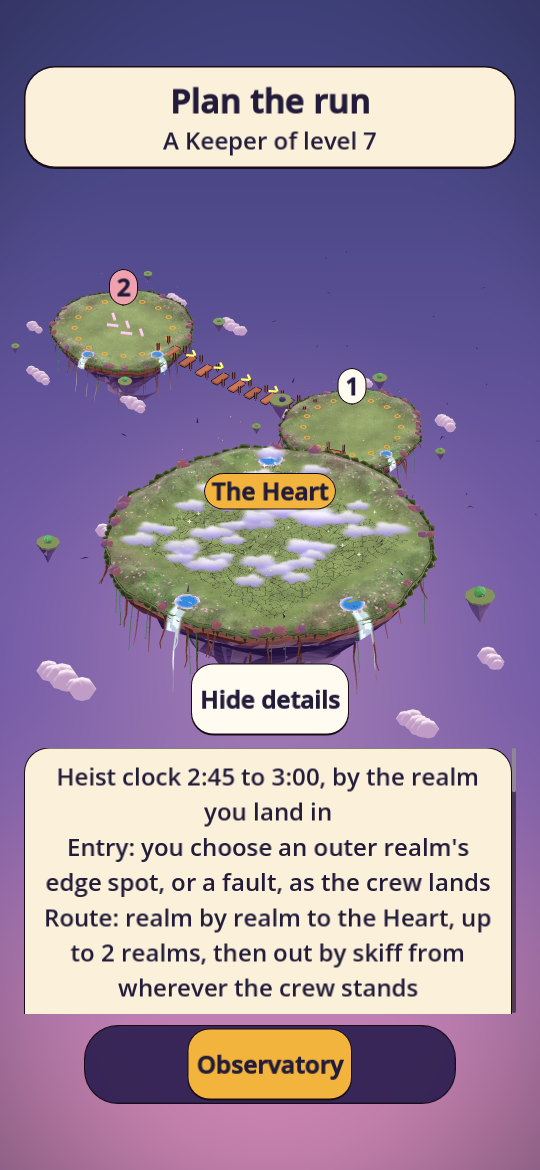 Plan the run
A Keeper of level 7
2
1
The Heart
Hide details
Heist clock 2:45 to 3:00, by the realm
you land in
Entry: you choose an outer realm's
edge spot, or a fault, as the crew lands
Route: realm by realm to the Heart, up
to 2 realms, then out by skiff from
wherever the crew stands
Observatory